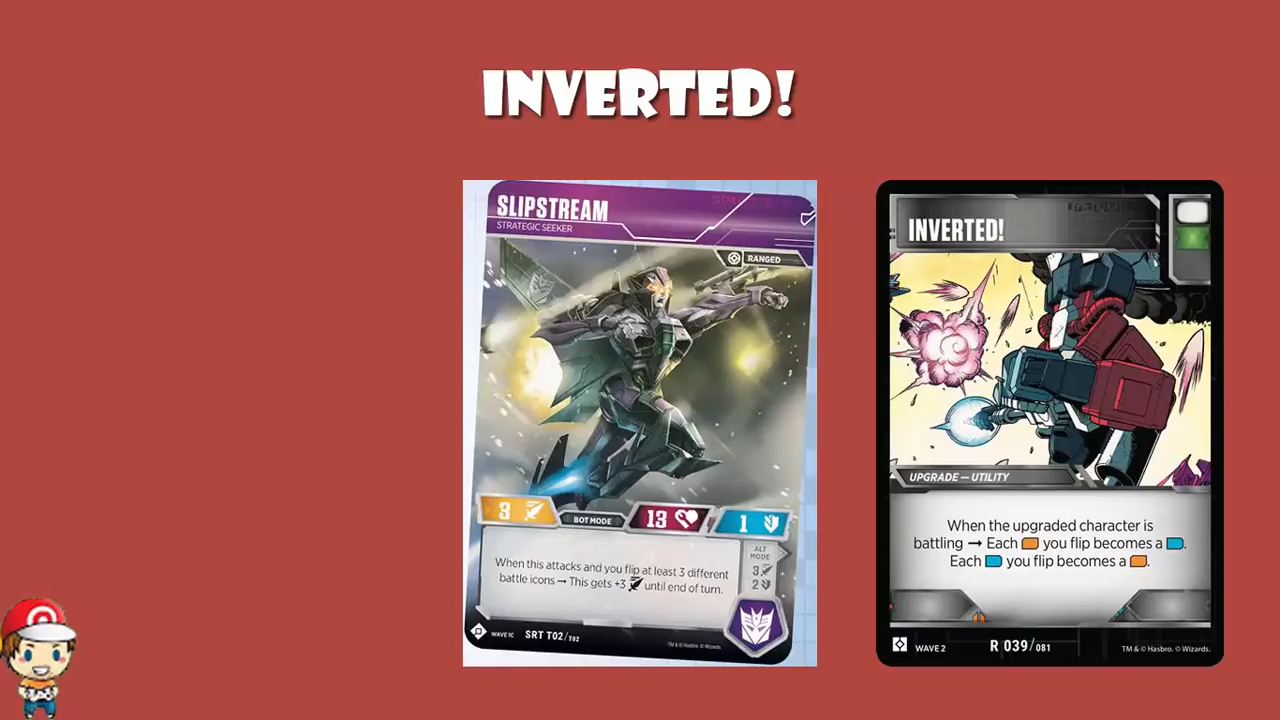 INVERTED!
SLIPSTREAM
STRATEGIC SEEKER
RANGED
3
BOT MODE
13
1
When this attacks and you flip at least 3 different
battle icons → This gets +3 until end of turn.
ALT
MODE
3
2
WAVE 1C
SRT T02/T02
TM & © Hasbro. © Wizards.
INVERTED!
UPGRADE — UTILITY
When the upgraded character is
battling → Each you flip becomes a .
Each you flip becomes a .
WAVE 2
R 039/081
TM & © Hasbro. © Wizards.